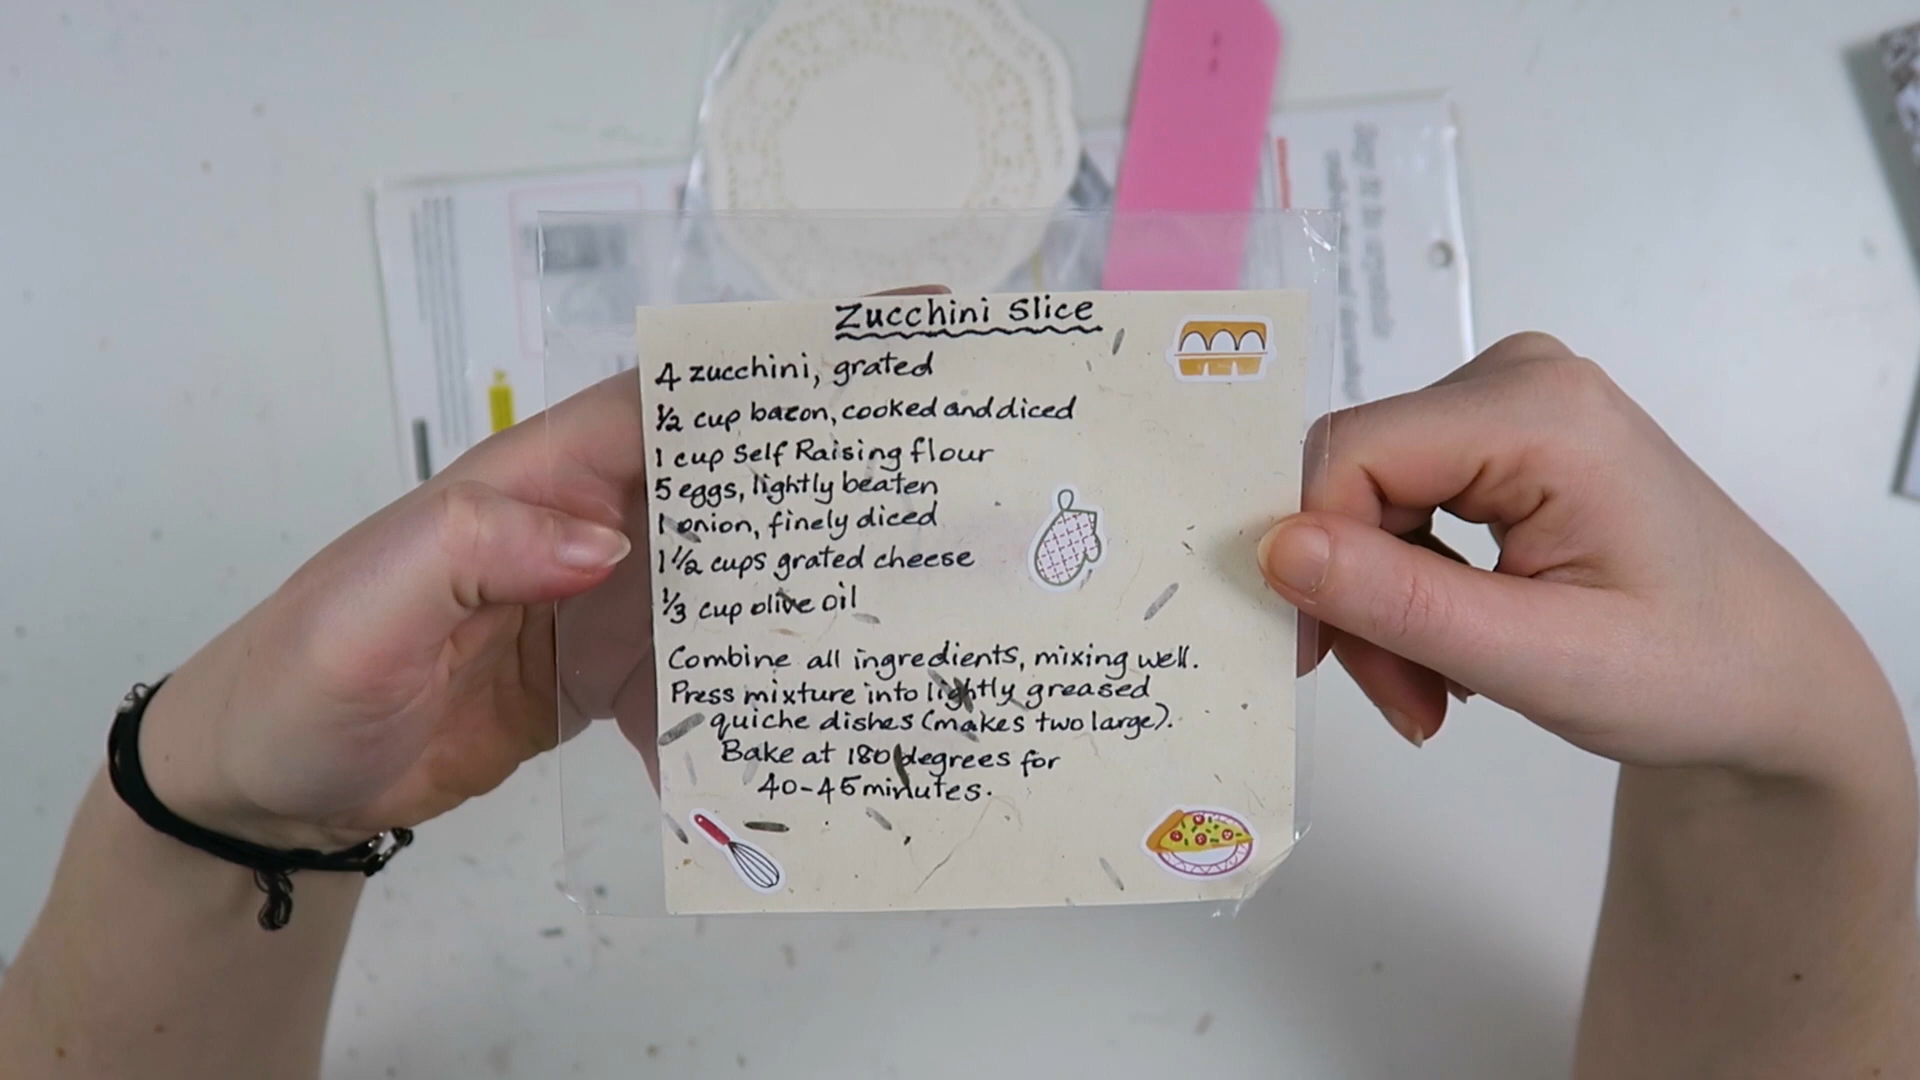 Zucchini Slice
4 zucchini, grated
½ cup bacon, cooked and diced
1 cup Self Raising flour
5 eggs, lightly beaten
1 onion, finely diced
1 ½ cups grated cheese
⅓ cup olive oil
Combine all ingredients, mixing well.
Press mixture into lightly greased
quiche dishes (makes two large).
Bake at 180 degrees for
40-45 minutes.